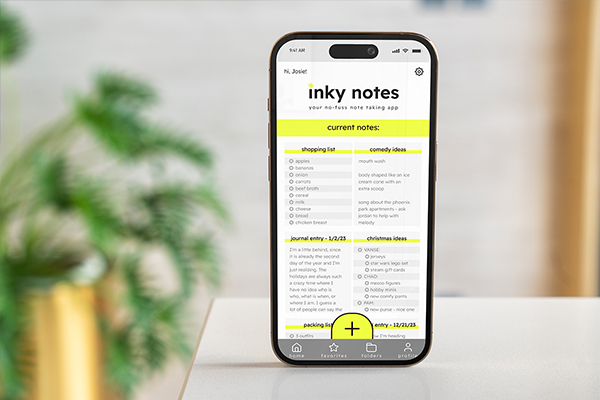 9:41 AM
hi, Josie!
inky notes
your no-fuss note taking app
current notes:
shopping list
apples
bananas
onion
carrots
beef broth
cereal
milk
cheese
bread
chicken breast
comedy ideas
mouth wash
body shaped like an ice
cream cone with an
extra scoop
song about the phoenix
park apartments - ask
jordan to help with
melody
journal entry - 1/2/23
I'm a little behind, since
it is already the second
day of the year and I'm
just realizing. The
holidays are always such
a crazy time where I
have no idea who is
who, what is when, or
where I am. I guess a
lot of people can say the
christmas ideas
VANSE:
jerseys
star wars lego set
steam gift cards
CHAD:
messi figures
hobby minis
new comfy pants
PAM:
new purse - nice one
packing list
3 outfits
entry - 12/21/23
I'm heading
+
home
favorites
folders
profile